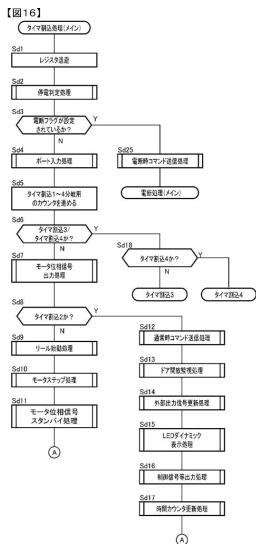 【図16】
タイマ割込処理(メイン)
Sd1
レジスタ退避
Sd2
停電判定処理
Sd3
電断フラグが設定
されているか?
Y
N
Sd4
ポート入力処理
Sd25
電断時コマンド送信処理
電断処理(メイン)
Sd5
タイマ割込1~4分岐用
のカウンタを進める
Sd6
タイマ割込3/
タイマ割込4か?
Y
N
Sd18
タイマ割込4か?
Y
N
タイマ割込3
タイマ割込4
Sd7
モータ位相信号
出力処理
Sd8
タイマ割込2か?
Y
N
Sd9
リール始動処理
Sd10
モータステップ処理
Sd11
モータ位相信号
スタンバイ処理
A
Sd12
通常時コマンド送信処理
Sd13
ドア開放監視処理
Sd14
外部出力信号更新処理
Sd15
LEDダイナミック
表示処理
Sd16
制御信号等出力処理
Sd17
時間カウンタ更新処理
A